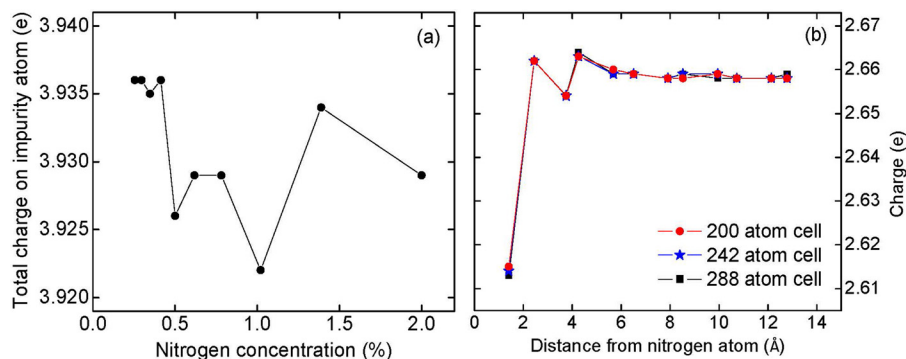 (a)
3.940
3.935
3.930
3.925
3.920
Total charge on impurity atom (e)
0.0 0.5 1.0 1.5 2.0
Nitrogen concentration (%)
(b)
2.67
2.66
2.65
2.64
2.63
2.62
2.61
Charge (e)
200 atom cell
242 atom cell
288 atom cell
0 2 4 6 8 10 12 14
Distance from nitrogen atom (Å)